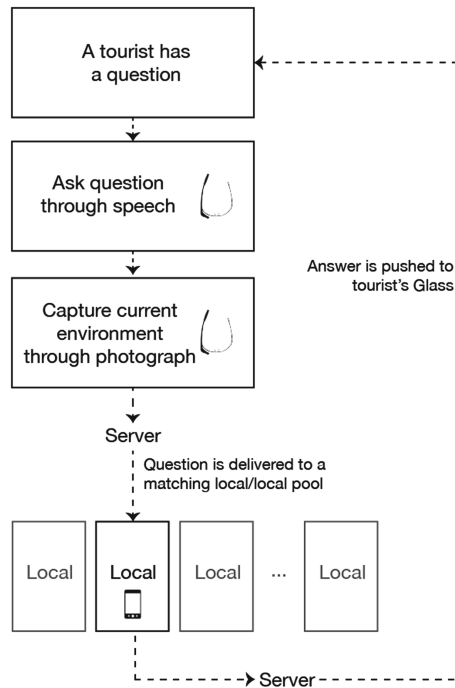 A tourist has
a question
Ask question
through speech
Answer is pushed to
tourist's Glass
Capture current
environment
through photograph
Server
Question is delivered to a
matching local/local pool
Local
Local
Local
...
Local
Server